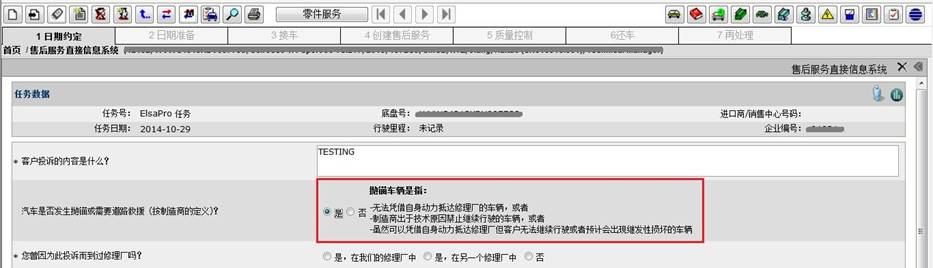 零件服务
1 日期约定
2 日期准备
3 接车
4 创建售后服务
5 质量控制
6还车
7 再处理
首页 / 售后服务直接信息系统
售后服务直接信息系统
任务数据
任务号： ElsaPro 任务 底盘号： 进口商/销售中心号码：
任务日期： 2014-10-29 行驶里程： 未记录 企业编号：
* 客户投诉的内容是什么？ TESTING
抛锚车辆是指：
汽车是否发生抛锚或需要道路救援（按制造商的定义）？ 是 否
-无法凭借自身动力抵达修理厂的车辆，或者
-制造商出于技术原因禁止继续行驶的车辆，或者
-虽然可以凭借自身动力抵达修理厂但客户无法继续行驶或者预计会出现继发性损坏的车辆
* 您曾因为此投诉而到过修理厂吗？ 是，在我们的修理厂中 是，在另一个修理厂中 否